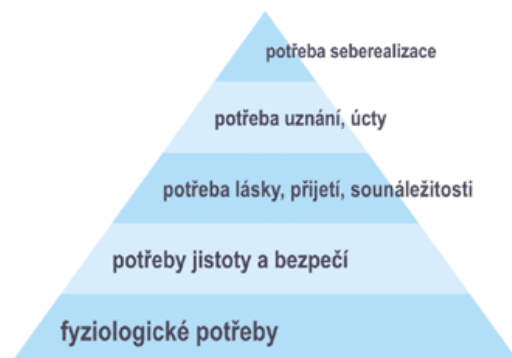 potřeba seberealizace
potřeba uznání, úcty
potřeba lásky, přijetí, sounáležitosti
potřeby jistoty a bezpečí
fyziologické potřeby